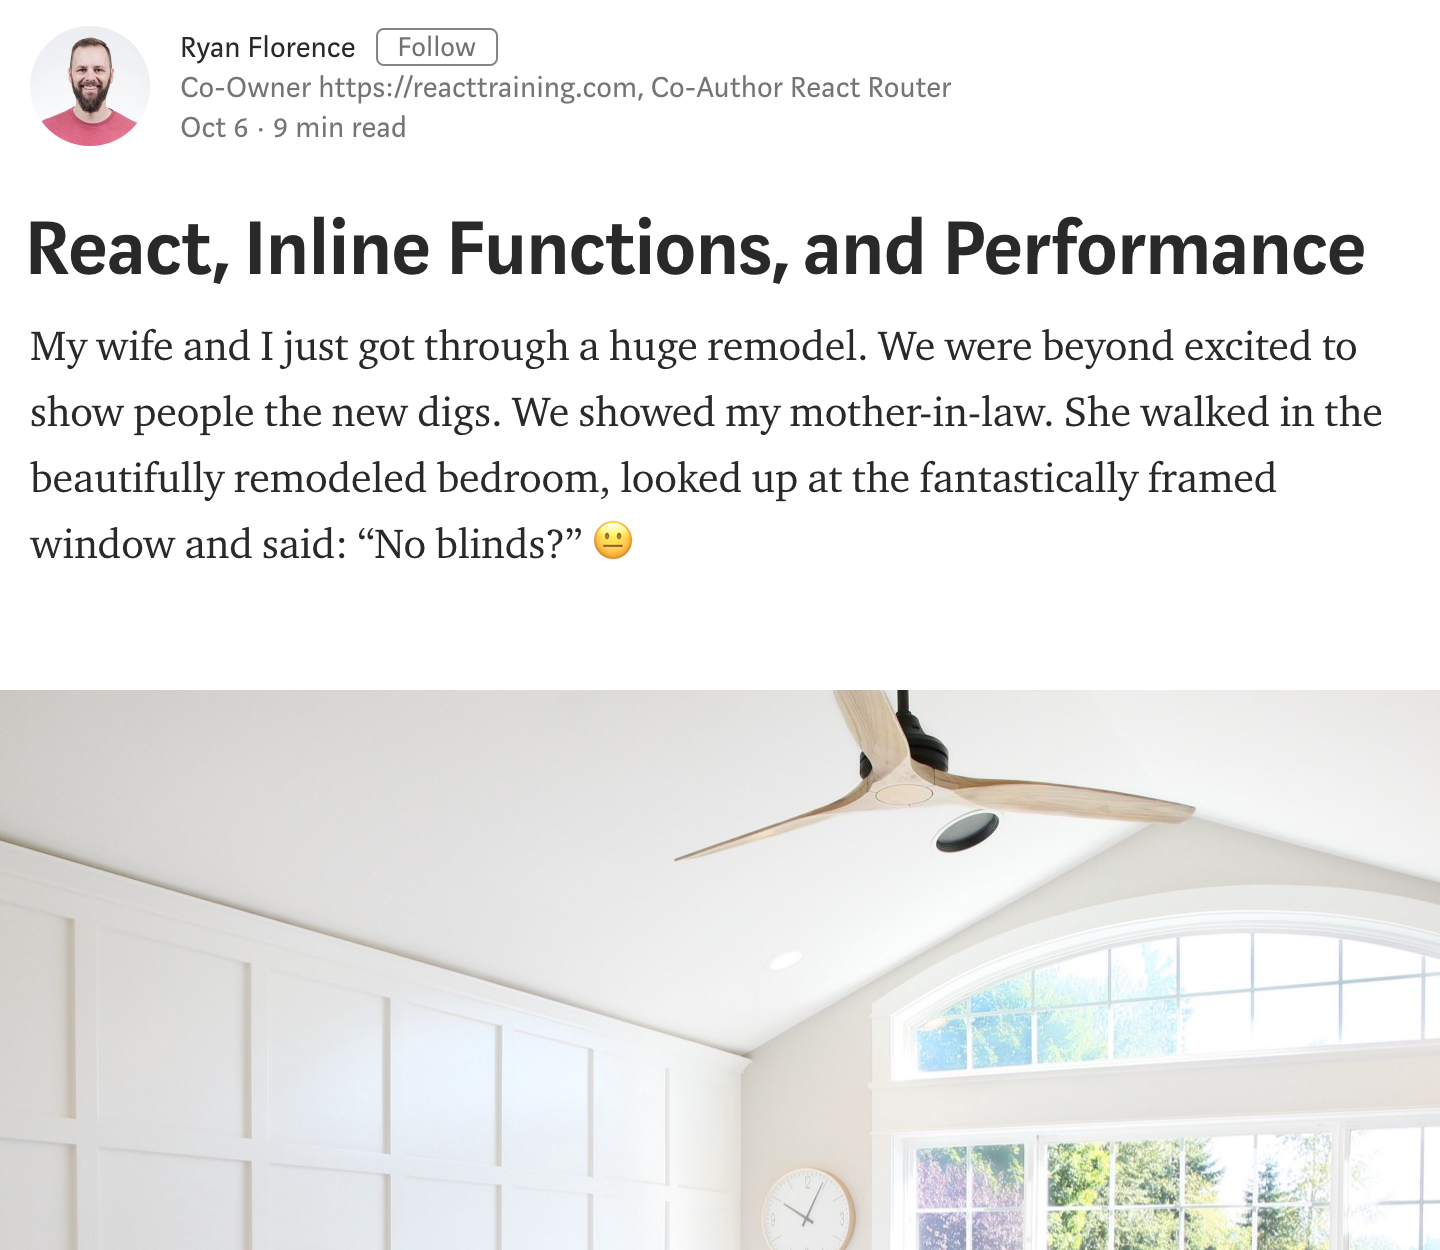 Ryan Florence Follow
Co-Owner https://reacttraining.com, Co-Author React Router
Oct 6 · 9 min read
React, Inline Functions, and Performance
My wife and I just got through a huge remodel. We were beyond excited to
show people the new digs. We showed my mother-in-law. She walked in the
beautifully remodeled bedroom, looked up at the fantastically framed
window and said: “No blinds?” 😐